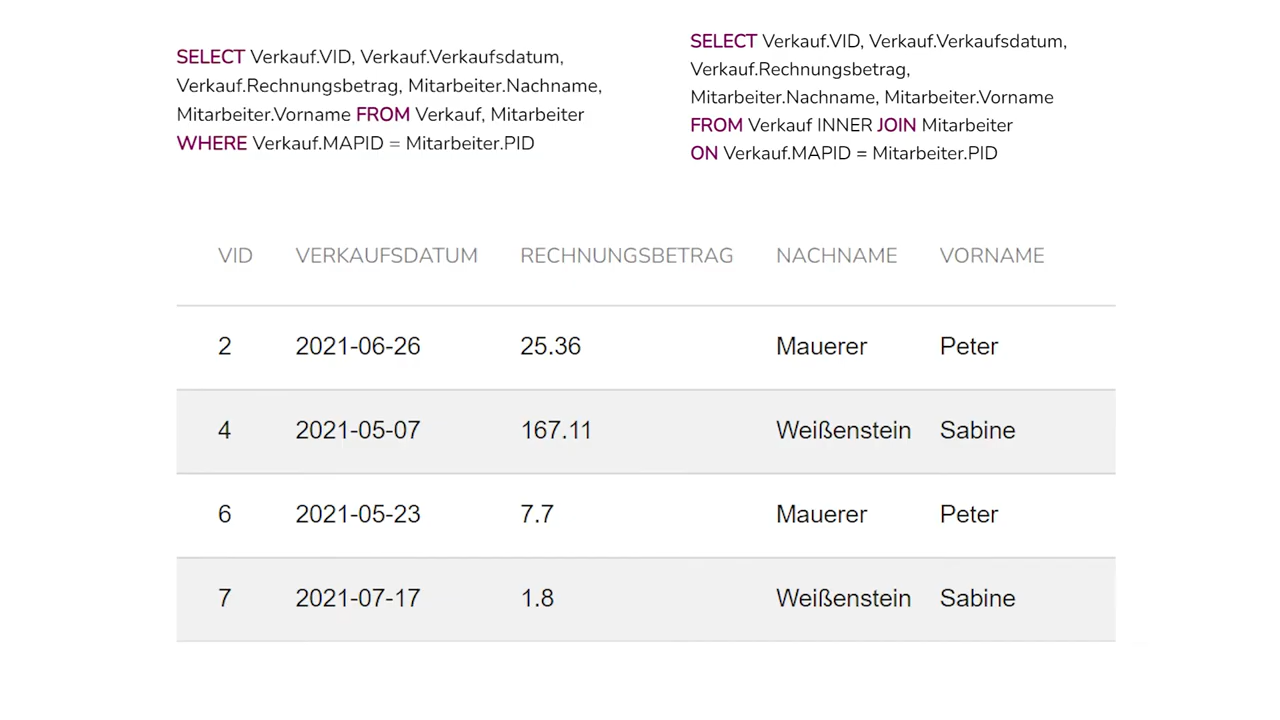 SELECT Verkauf.VID, Verkauf.Verkaufsdatum,
Verkauf.Rechnungsbetrag, Mitarbeiter.Nachname,
Mitarbeiter.Vorname FROM Verkauf, Mitarbeiter
WHERE Verkauf.MAPID = Mitarbeiter.PID
SELECT Verkauf.VID, Verkauf.Verkaufsdatum,
Verkauf.Rechnungsbetrag,
Mitarbeiter.Nachname, Mitarbeiter.Vorname
FROM Verkauf INNER JOIN Mitarbeiter
ON Verkauf.MAPID = Mitarbeiter.PID
VID VERKAUFSDATUM RECHNUNGSBETRAG NACHNAME VORNAME
2 2021-06-26 25.36 Mauerer Peter
4 2021-05-07 167.11 Weißenstein Sabine
6 2021-05-23 7.7 Mauerer Peter
7 2021-07-17 1.8 Weißenstein Sabine